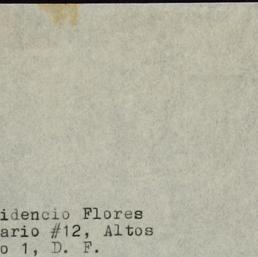 idencio Flores
ario #12, Altos
o 1, D. F.